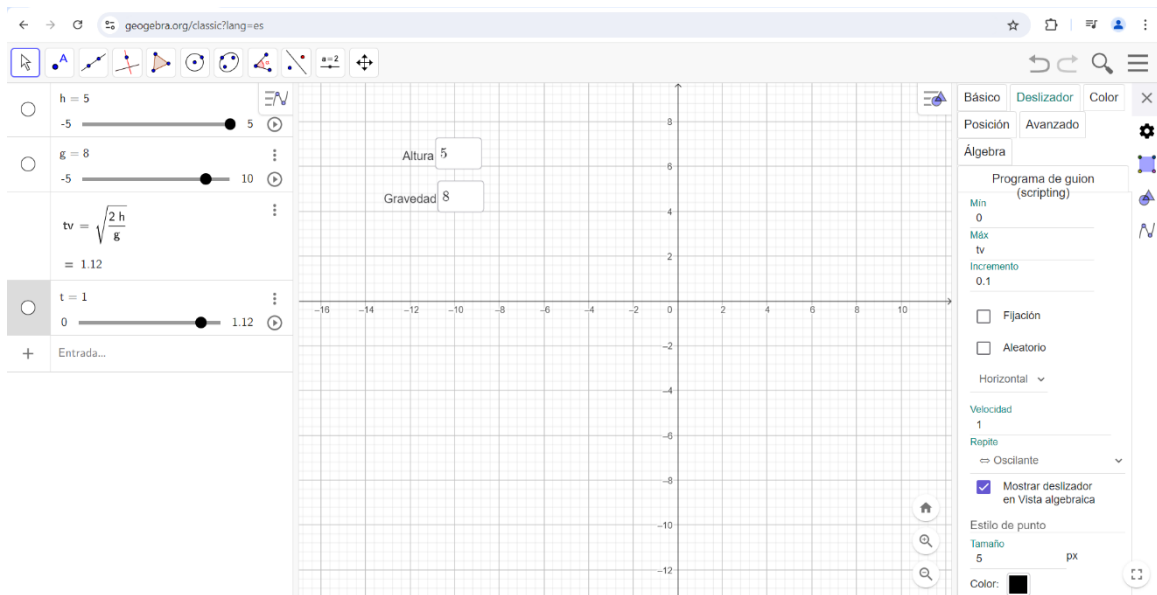 geogebra.org/classic?lang=es
A
a=2
h = 5
-5
5
g = 8
-5
10
tv = √(2 h / g)
= 1.12
t = 1
0
1.12
+ Entrada...
Altura 5
Gravedad 8
8
6
4
2
−16 −14 −12 −10 −8 −6 −4 −2 0 2 4 6 8 10
−2
−4
−6
−8
−10
−12
Básico Deslizador Color
Posición Avanzado
Álgebra
Programa de guion
(scripting)
Mín
0
Máx
tv
Incremento
0.1
Fijación
Aleatorio
Horizontal
Velocidad
1
Repite
⇔ Oscilante
Mostrar deslizador
en Vista algebraica
Estilo de punto
Tamaño
5 px
Color: